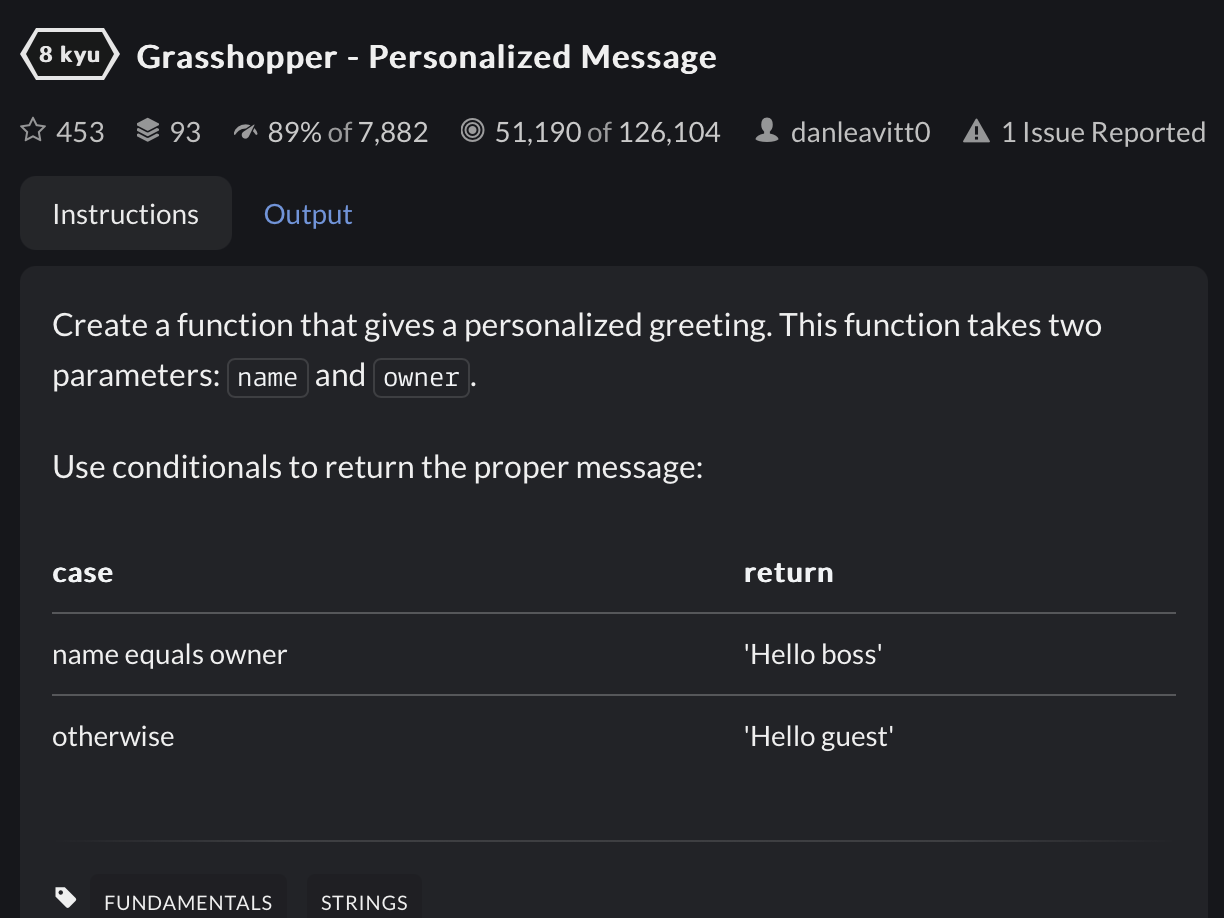 8 kyu Grasshopper - Personalized Message
453 93 89% of 7,882 51,190 of 126,104 danleavitt0 1 Issue Reported
Instructions Output
Create a function that gives a personalized greeting. This function takes two
parameters: name and owner.
Use conditionals to return the proper message:
case return
name equals owner 'Hello boss'
otherwise 'Hello guest'
FUNDAMENTALS STRINGS